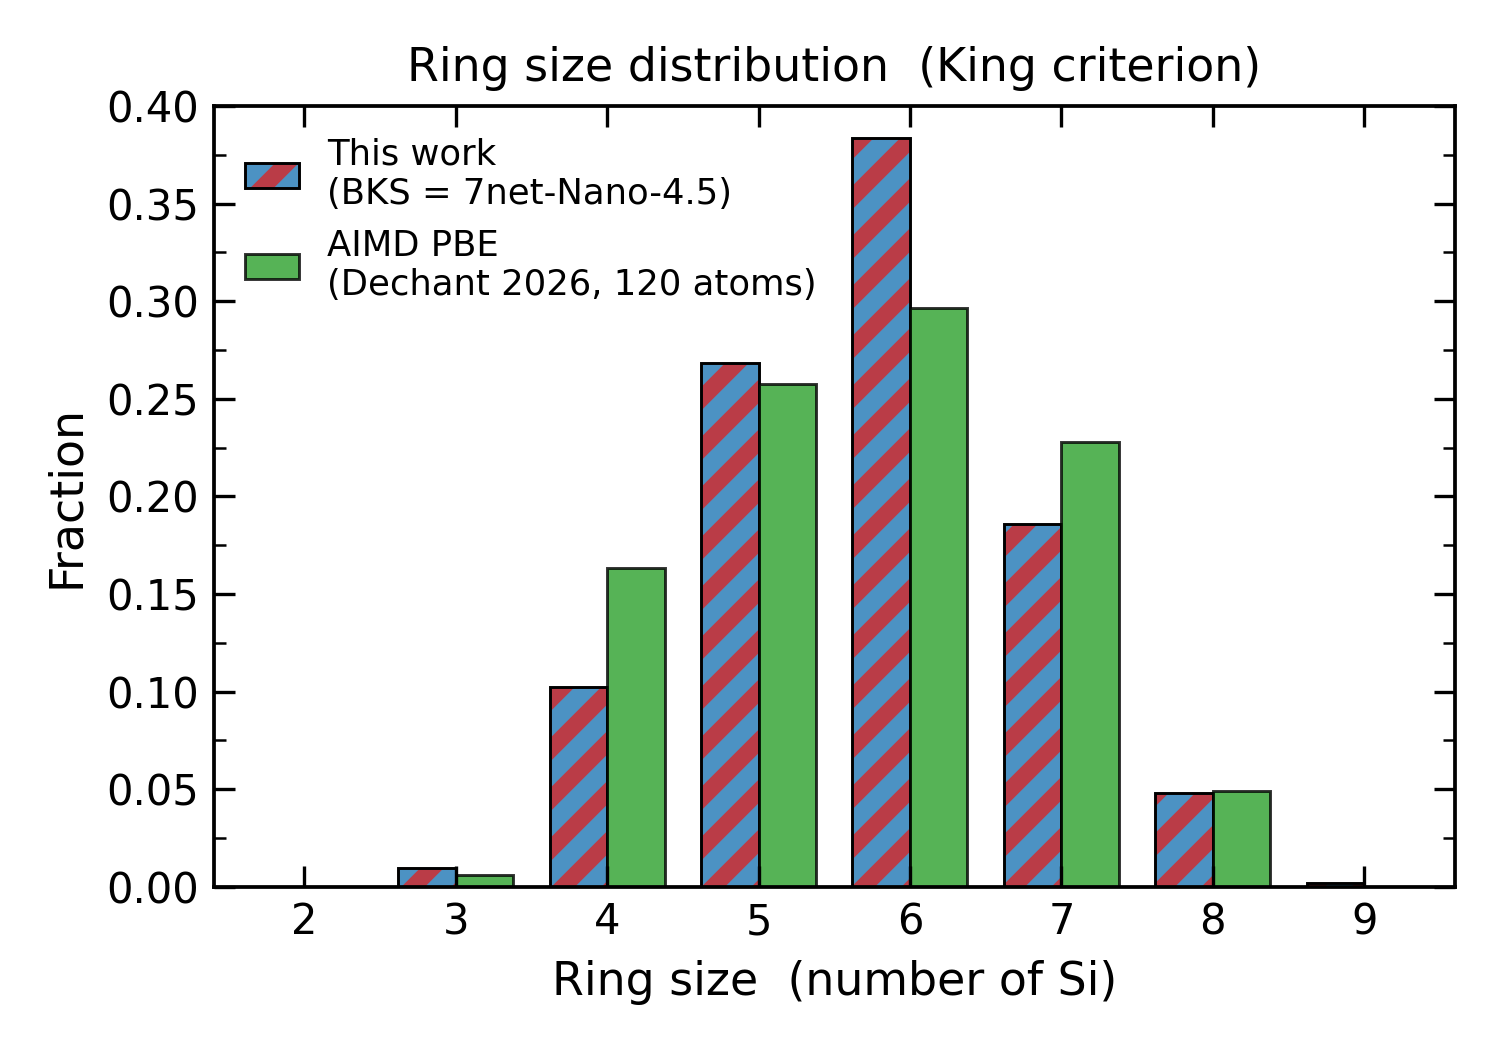 Ring size distribution  (King criterion)
0.40
0.35
0.30
0.25
0.20
0.15
0.10
0.05
0.00
Fraction
This work
(BKS = 7net-Nano-4.5)
AIMD PBE
(Dechant 2026, 120 atoms)
2 3 4 5 6 7 8 9
Ring size  (number of Si)